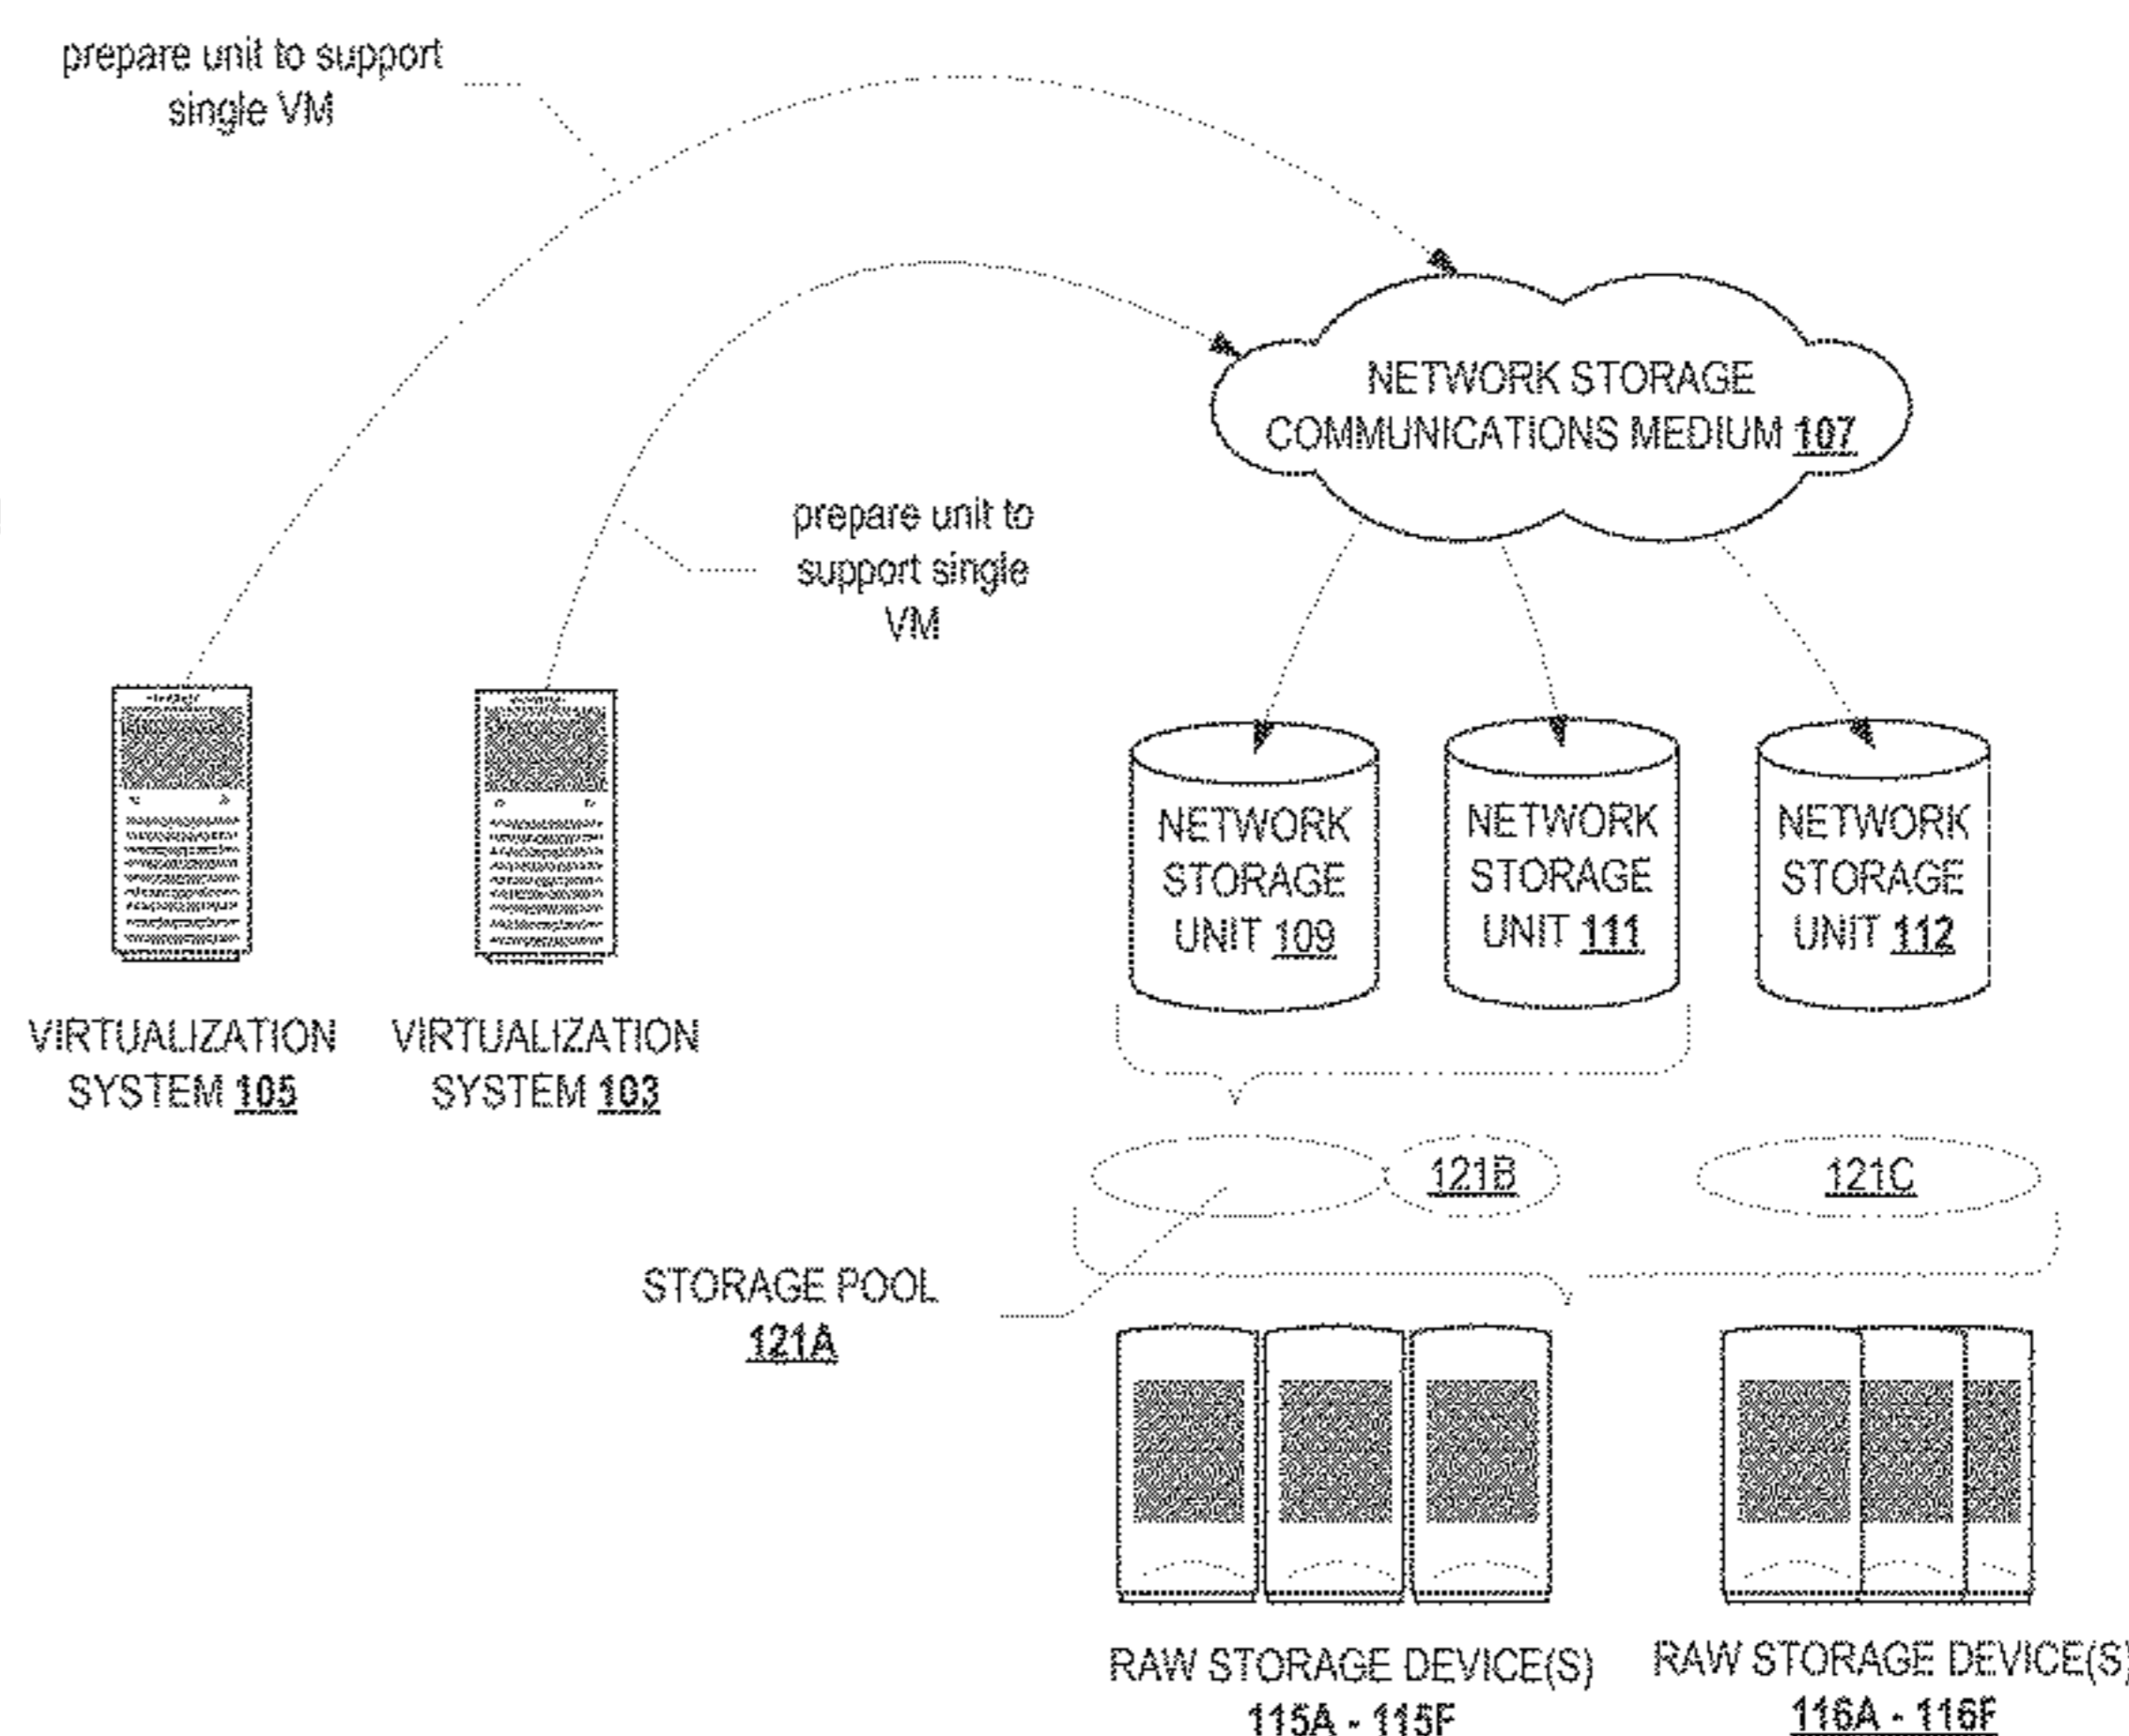 prepare unit to support
single VM
NETWORK STORAGE
COMMUNICATIONS MEDIUM 107
prepare unit to
support single
VM
NETWORK
STORAGE
UNIT 109
NETWORK
STORAGE
UNIT 111
NETWORK
STORAGE
UNIT 112
VIRTUALIZATION
SYSTEM 105
VIRTUALIZATION
SYSTEM 103
121B
121C
STORAGE POOL
121A
RAW STORAGE DEVICE(S)
115A - 115F
RAW STORAGE DEVICE(S)
116A - 116F